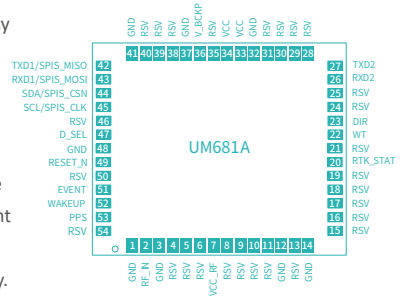 ty
GND RSV RSV RSV GND V_BCKP RSV VCC VCC GND RSV RSV RSV RSV
41 40 39 38 37 36 35 34 33 32 31 30 29 28
TXD1/SPIS_MISO 42
RXD1/SPIS_MOSI 43
SDA/SPIS_CSN 44
SCL/SPIS_CLK 45
RSV 46
D_SEL 47
GND 48
RESET_N 49
RSV 50
EVENT 51
WAKEUP 52
PPS 53
RSV 54
UM681A
27 TXD2
26 RXD2
25 RSV
24 RSV
23 DIR
22 WT
21 RSV
20 RTK_STAT
19 RSV
18 RSV
17 RSV
16 RSV
15 RSV
e
nt
y.
1 2 3 4 5 6 7 8 9 10 11 12 13 14
GND RF_IN GND RSV RSV RSV VCC_RF RSV RSV RSV RSV GND RSV GND